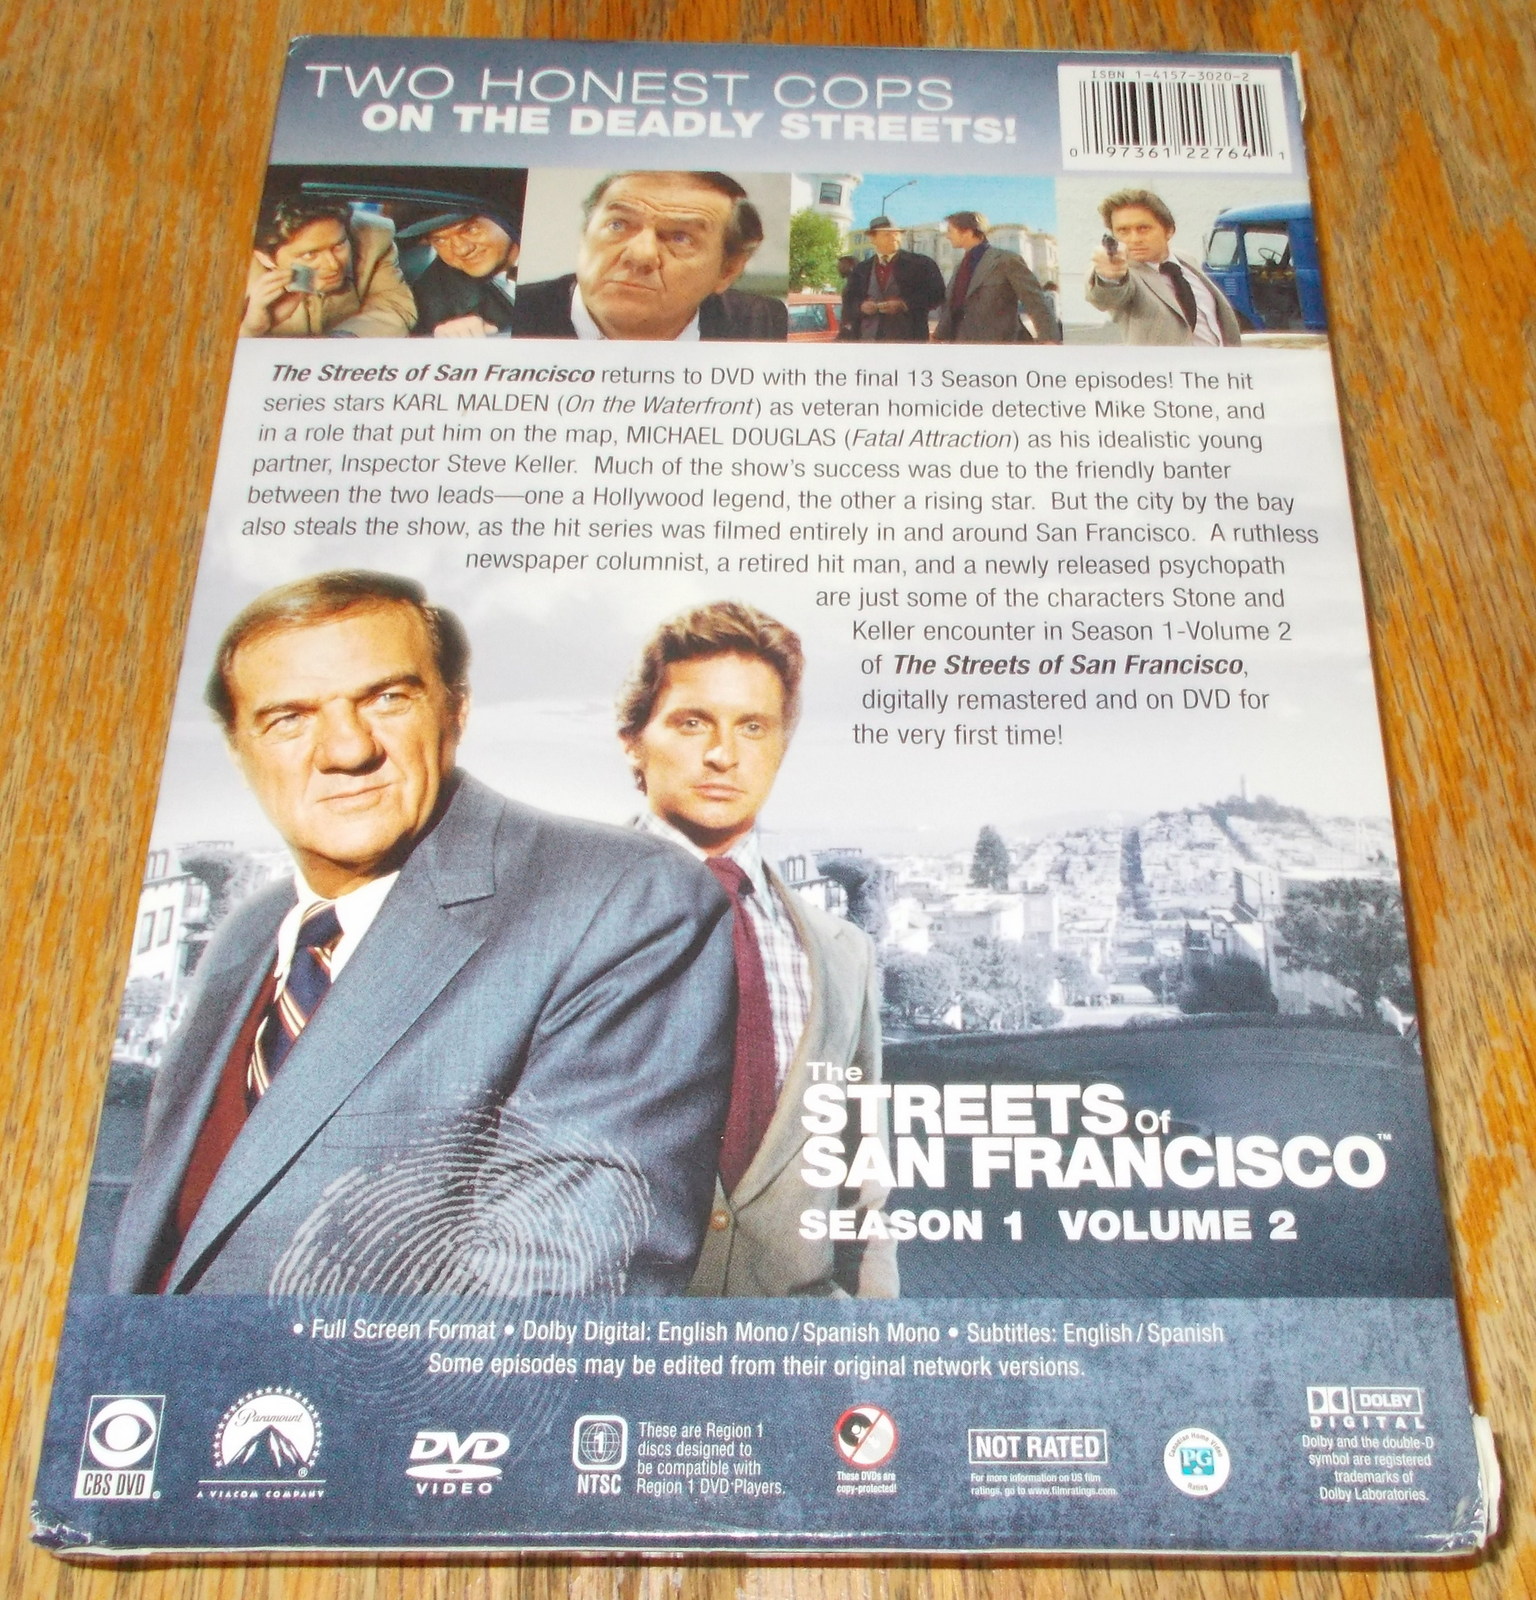 TWO HONEST COPS
ON THE DEADLY STREETS!
ISBN 1-4157-3020-2
0 97361 22764 1
The Streets of San Francisco returns to DVD with the final 13 Season One episodes! The hit
series stars KARL MALDEN (On the Waterfront) as veteran homicide detective Mike Stone, and
in a role that put him on the map, MICHAEL DOUGLAS (Fatal Attraction) as his idealistic young
partner, Inspector Steve Keller. Much of the show's success was due to the friendly banter
between the two leads—one a Hollywood legend, the other a rising star. But the city by the bay
also steals the show, as the hit series was filmed entirely in and around San Francisco. A ruthless
newspaper columnist, a retired hit man, and a newly released psychopath
are just some of the characters Stone and
Keller encounter in Season 1-Volume 2
of The Streets of San Francisco,
digitally remastered and on DVD for
the very first time!
The
STREETS of
SAN FRANCISCO™
SEASON 1 VOLUME 2
• Full Screen Format • Dolby Digital: English Mono/Spanish Mono • Subtitles: English/Spanish
Some episodes may be edited from their original network versions.
CBS DVD
Paramount
®
A VIACOM COMPANY
DVD
VIDEO
1
NTSC
These are Region 1
discs designed to
be compatible with
Region 1 DVD Players.
These DVDs are
copy-protected!
NOT RATED
For more information on US film
ratings, go to www.filmratings.com.
Canadian Home Video
PG
Rating
DOLBY
DIGITAL
Dolby and the double-D
symbol are registered
trademarks of
Dolby Laboratories.